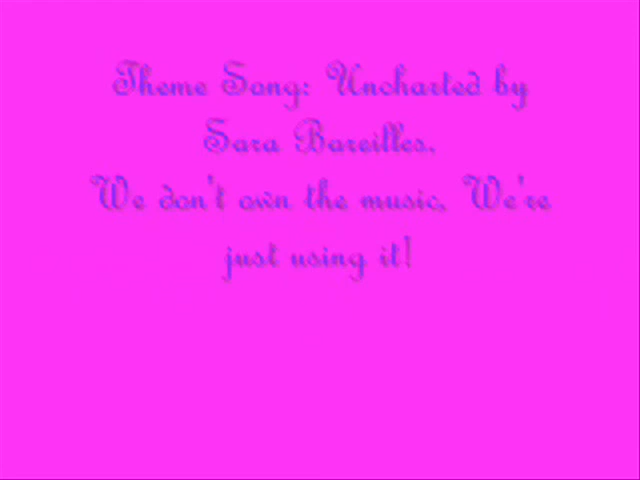 Theme Song: Uncharted by
Sara Bareilles.
We don't own the music. We're
just using it!